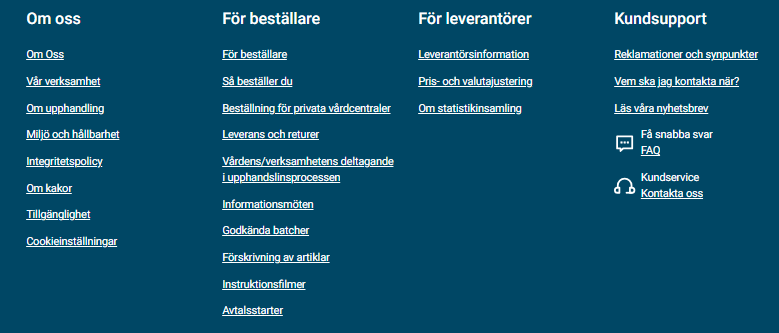 Om oss
Om Oss
Vår verksamhet
Om upphandling
Miljö och hållbarhet
Integritetspolicy
Om kakor
Tillgänglighet
Cookieinställningar
För beställare
För beställare
Så beställer du
Beställning för privata vårdcentraler
Leverans och returer
Vårdens/verksamhetens deltagande
i upphandslinsprocessen
Informationsmöten
Godkända batcher
Förskrivning av artiklar
Instruktionsfilmer
Avtalsstarter
För leverantörer
Leverantörsinformation
Pris- och valutajustering
Om statistikinsamling
Kundsupport
Reklamationer och synpunkter
Vem ska jag kontakta när?
Läs våra nyhetsbrev
Få snabba svar
FAQ
Kundservice
Kontakta oss